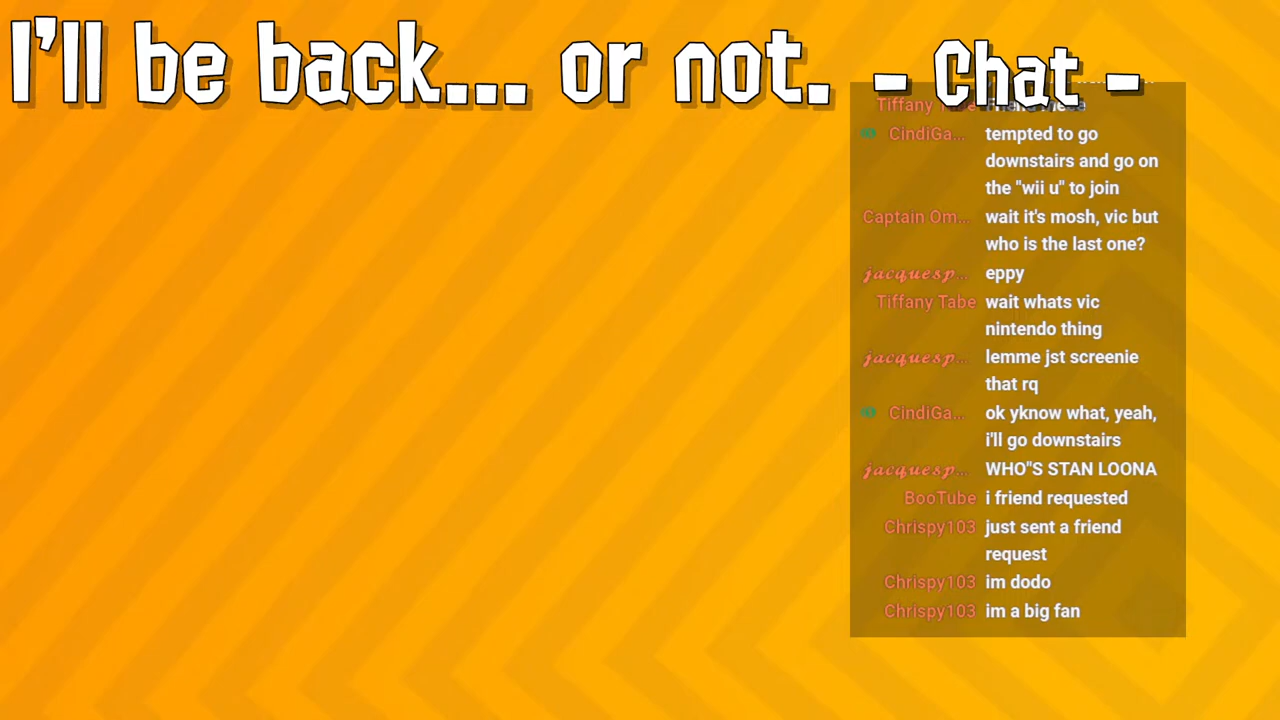 I'll be back... or not.
- Chat -
Tiffany Tabe
CindiGa... tempted to go
downstairs and go on
the "wii u" to join
Captain Om... wait it's mosh, vic but
who is the last one?
jacquesp... eppy
Tiffany Tabe wait whats vic
nintendo thing
jacquesp... lemme jst screenie
that rq
CindiGa... ok yknow what, yeah,
i'll go downstairs
jacquesp... WHO"S STAN LOONA
BooTube i friend requested
Chrispy103 just sent a friend
request
Chrispy103 im dodo
Chrispy103 im a big fan